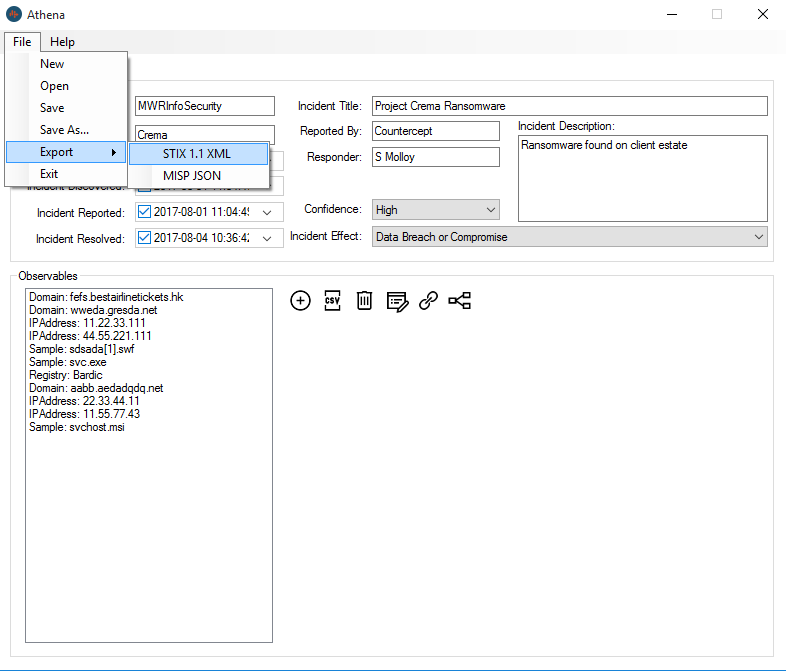 Athena
File Help
New
Open
Save
Save As...
Export
Exit
STIX 1.1 XML
MISP JSON
MWRInfoSecurity
Crema
Incident Title: Project Crema Ransomware
Reported By: Countercept
Incident Description:
Ransomware found on client estate
Responder: S Molloy
Incident Discovered:
Incident Reported: 2017-08-01 11:04:4
Incident Resolved: 2017-08-04 10:36:42
Confidence: High
Incident Effect: Data Breach or Compromise
Observables
Domain: fefs.bestairlinetickets.hk
Domain: wweda.gresda.net
IPAddress: 11.22.33.111
IPAddress: 44.55.221.111
Sample: sdsada[1].swf
Sample: svc.exe
Registry: Bardic
Domain: aabb.aedadqdq.net
IPAddress: 22.33.44.11
IPAddress: 11.55.77.43
Sample: svchost.msi
CSV